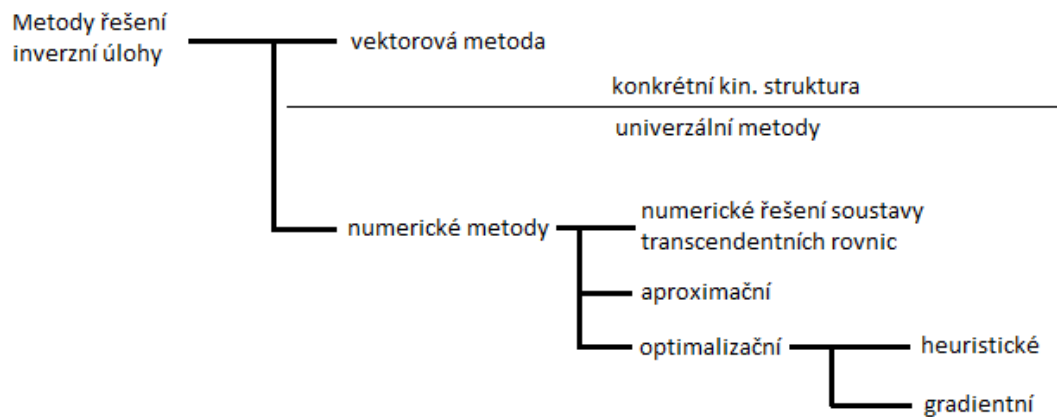 Metody řešení
inverzní úlohy
vektorová metoda
konkrétní kin. struktura
univerzální metody
numerické metody
numerické řešení soustavy
transcendentních rovnic
aproximační
optimalizační
heuristické
gradientní